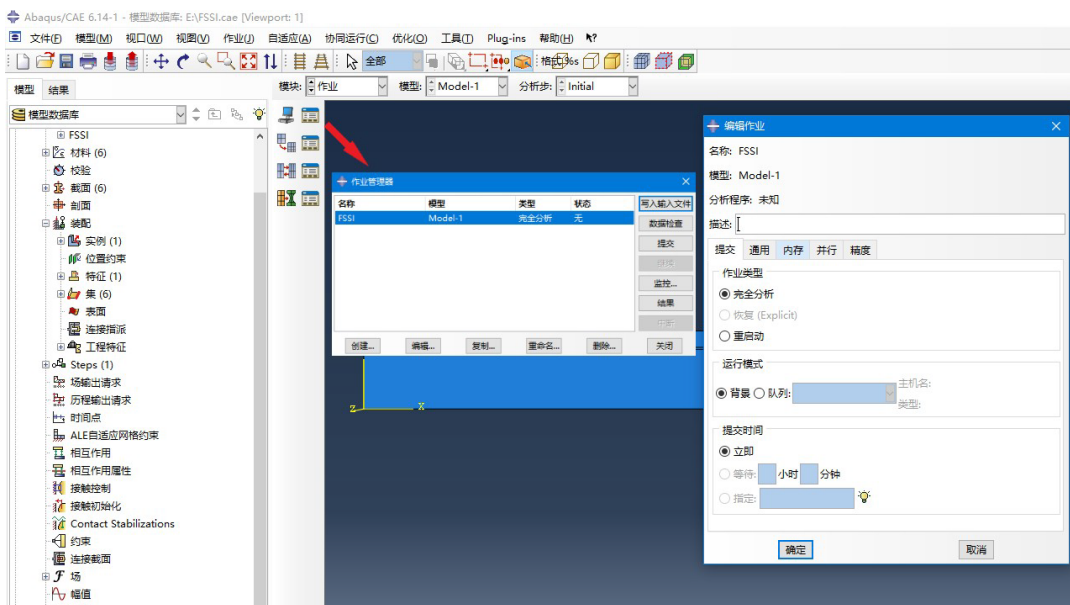 Abaqus/CAE 6.14-1 - 模型数据库: E:\FSSI.cae [Viewport: 1]
文件(F) 模型(M) 视口(W) 视图(V) 作业(J) 自适应(A) 协同运行(C) 优化(O) 工具(T) Plug-ins 帮助(H)
全部
模型 结果
模块: 作业 模型: Model-1 分析步: Initial
模型数据库
FSSI
材料 (6)
校验
截面 (6)
剖面
装配
实例 (1)
位置约束
特征 (1)
集 (6)
表面
连接指派
工程特征
Steps (1)
场输出请求
历程输出请求
时间点
ALE自适应网格约束
相互作用
相互作用属性
接触控制
接触初始化
Contact Stabilizations
约束
连接截面
场
幅值
作业管理器
名称 模型 类型 状态
FSSI Model-1 完全分析 无
写入输入文件
数据检查
提交
监控...
结果
创建... 编辑... 复制... 重命名... 删除... 关闭
Z X
编辑作业
名称: FSSI
模型: Model-1
分析程序: 未知
描述:
提交 通用 内存 并行 精度
作业类型
完全分析
恢复 (Explicit)
重启动
运行模式
背景 队列: 主机名:
类型:
提交时间
立即
等待: 小时 分钟
指定:
确定 取消